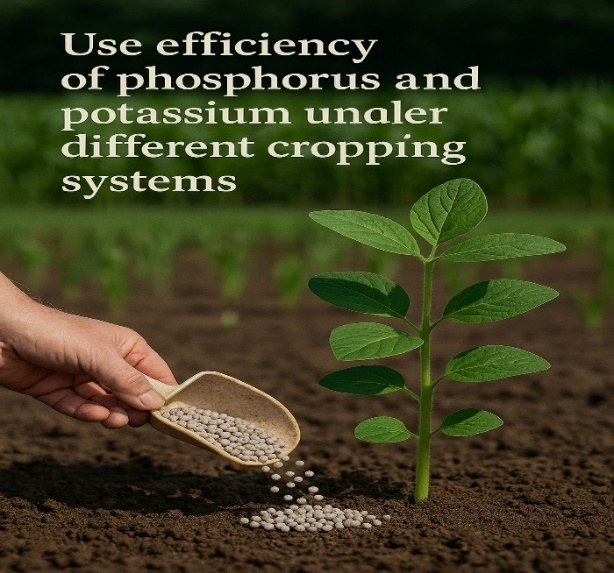 Use efficiency
of phosphorus and
potassium unaler
different cropping
systems